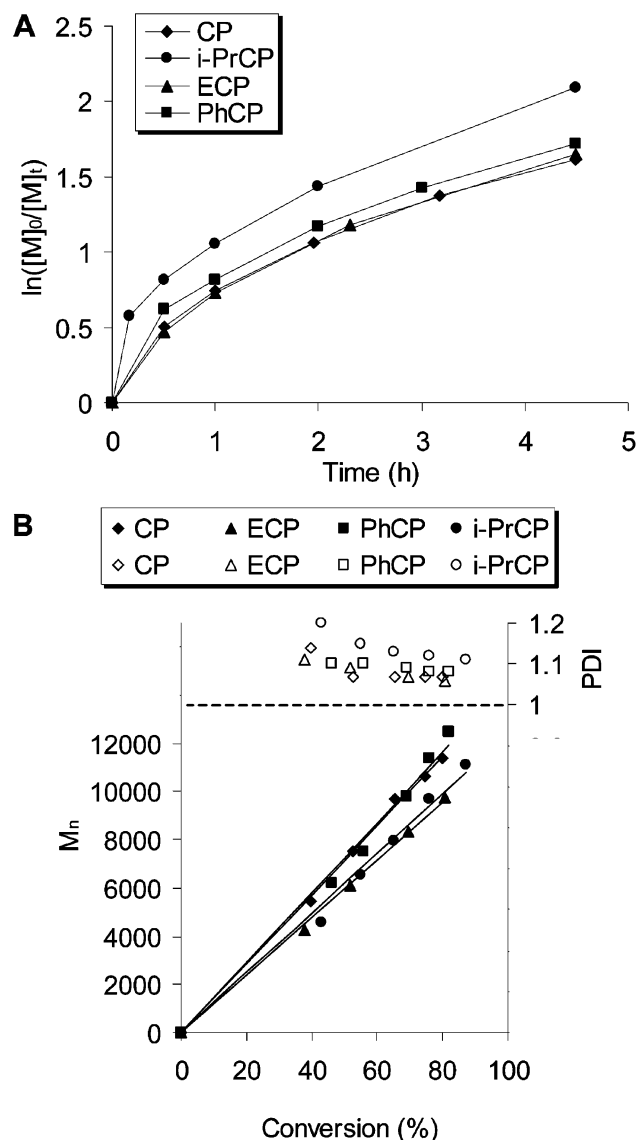 A
2.5
2
1.5
1
0.5
0
CP
i-PrCP
ECP
PhCP
ln([M]₀/[M]t)
0 1 2 3 4 5
Time (h)
B
CP ECP PhCP i-PrCP
CP ECP PhCP i-PrCP
1.2
1.1
1
PDI
12000
10000
8000
6000
4000
2000
0
Mn
0 20 40 60 80 100
Conversion (%)